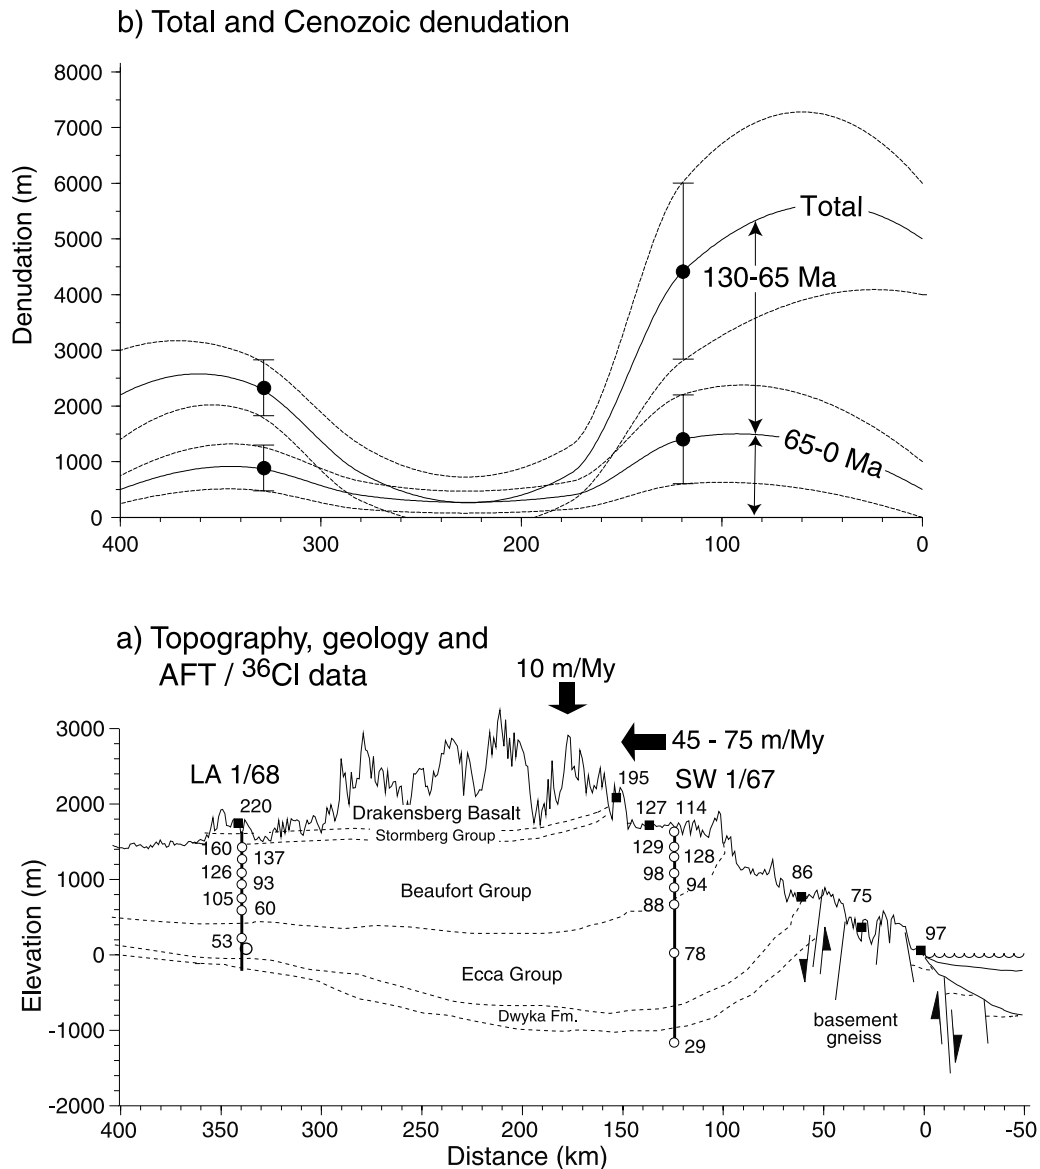 b) Total and Cenozoic denudation
8000
7000
6000
5000
4000
3000
2000
1000
0
Denudation (m)
Total
130-65 Ma
65-0 Ma
400 300 200 100 0
a) Topography, geology and
AFT / 36Cl data
10 m/My
45 - 75 m/My
LA 1/68
SW 1/67
3000
2000
1000
0
-1000
-2000
Elevation (m)
220
195
127 114
Drakensberg Basalt
Stormberg Group
160
137
129
128
126
93
98
94
Beaufort Group
105
60
88
86
75
97
53
78
Ecca Group
Dwyka Fm.
basement
gneiss
29
400 350 300 250 200 150 100 50 0 -50
Distance (km)